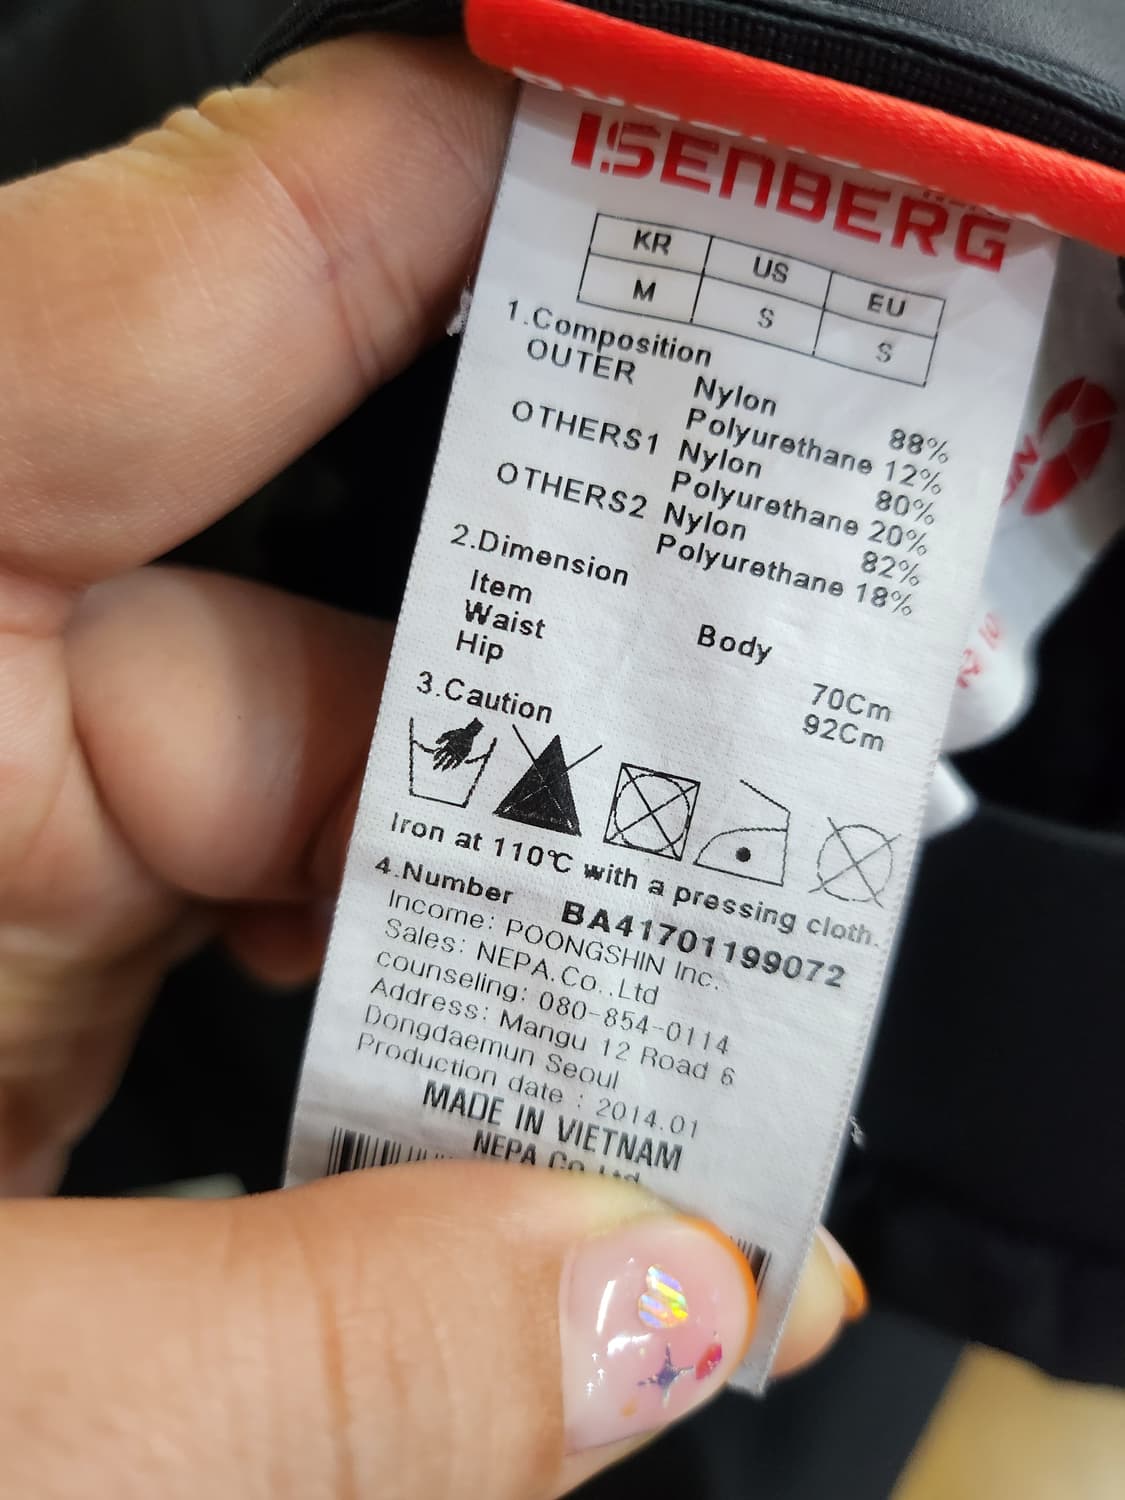 ISENBERG
KR US EU
M S S
1.Composition
OUTER Nylon 88%
Polyurethane 12%
OTHERS1 Nylon 80%
Polyurethane 20%
OTHERS2 Nylon 82%
Polyurethane 18%
2.Dimension
Item Body
Waist 70Cm
Hip 92Cm
3.Caution
Iron at 110℃ with a pressing cloth.
4.Number BA41701199072
Income: POONGSHIN Inc.
Sales: NEPA.Co..Ltd
counseling: 080-854-0114
Address: Mangu 12 Road 6
Dongdaemun Seoul
Production date : 2014.01
MADE IN VIETNAM
NEPA Co Ltd